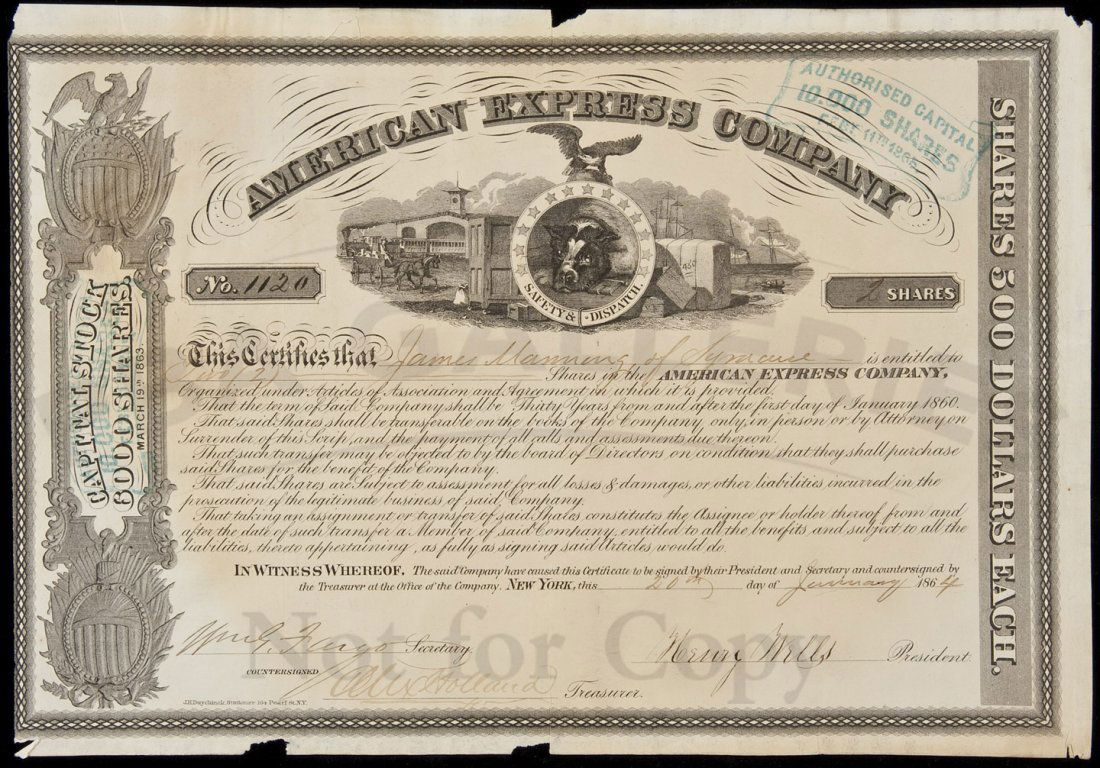 AMERICAN EXPRESS COMPANY
AUTHORISED CAPITAL
10.000 SHARES
SEPT. 11TH 1865
SAFETY & DISPATCH.
No. 1120
2 SHARES
This Certifies that James Manning of Syracuse is entitled to
Shares in the AMERICAN EXPRESS COMPANY,
Organized under Articles of Association and Agreement in which it is provided.
That the term of Said Company shall be Thirty Years from and after the first day of January 1860.
That said Shares shall be transferable on the books of the Company, only, in person or by Attorney on
Surrender of this Scrip, and the payment of all calls and assessments due thereon.
That such transfer may be objected to by the board of Directors, on condition that they shall purchase
said Shares for the benefit of the Company.
That said Shares are subject to assessment for all losses & damages, or other liabilities incurred in the
prosecution of the legitimate business of said Company.
That taking an assignment or transfer of said Shares constitutes the Assignee or holder thereof from and
after the date of such transfer a Member of said Company, entitled to all the benefits, and subject to all the
liabilities, thereto appertaining, as fully as signing said Articles would do.
IN WITNESS WHEREOF, The said Company have caused this Certificate to be signed by their President and Secretary and countersigned by
the Treasurer at the Office of the Company. NEW YORK, this 20th day of January 1864
Wm G. Fargo Secretary.
Henry Wells President.
COUNTERSIGNED
Alex Holland Treasurer.
J.H.Duyckinck, Stationer 164 Pearl St. N.Y.
CAPITAL STOCK
8000 SHARES.
MARCH 19TH 1863.
SHARES 500 DOLLARS EACH.
Not for Copy